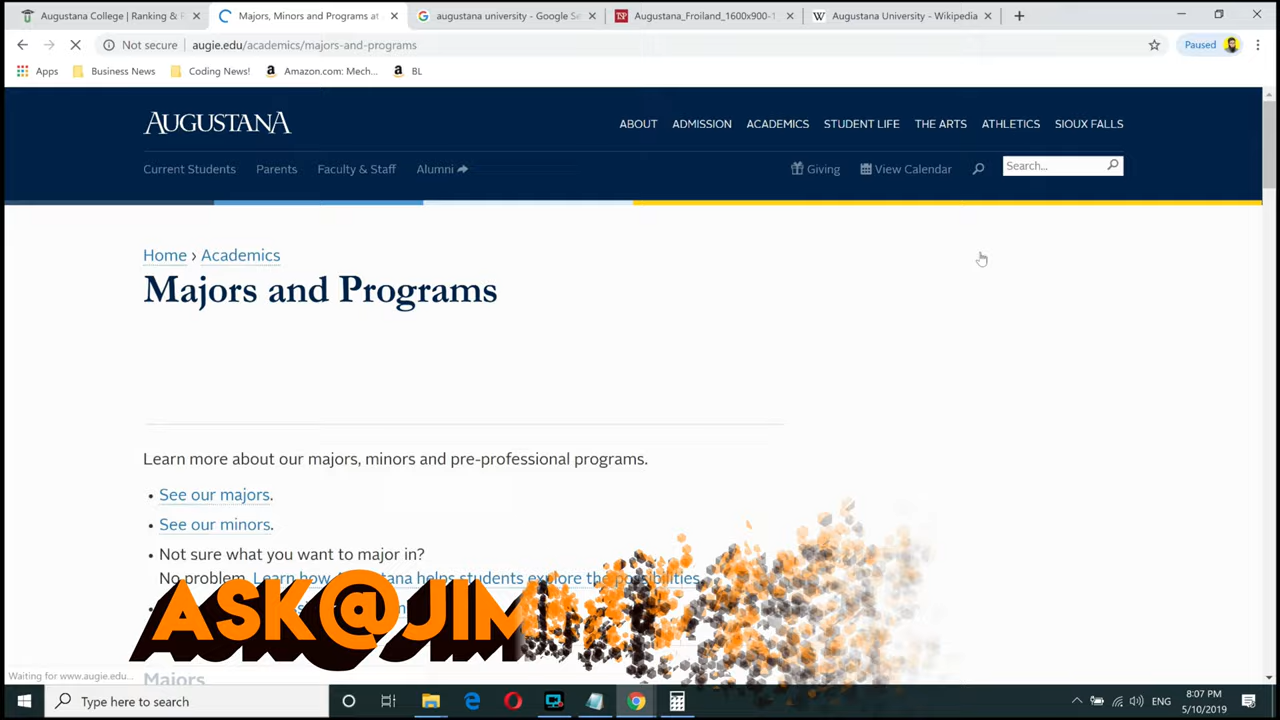 Augustana College | Ranking & R
Majors, Minors and Programs at
augustana university - Google Se
Augustana_Froiland_1600x900-1
Augustana University - Wikipedia
Not secure
augie.edu/academics/majors-and-programs
Paused
Apps
Business News
Coding News!
Amazon.com: Mech...
BL
AUGUSTANA
ABOUT
ADMISSION
ACADEMICS
STUDENT LIFE
THE ARTS
ATHLETICS
SIOUX FALLS
Current Students
Parents
Faculty & Staff
Alumni
Giving
View Calendar
Search...
Home › Academics
Majors and Programs
Learn more about our majors, minors and pre-professional programs.
• See our majors.
• See our minors.
• Not sure what you want to major in?
No problem. Learn how Augustana helps students explore the possibilities.
ASK@JIM
Waiting for www.augie.edu...
Majors
Type here to search
ENG
8:07 PM
5/10/2019